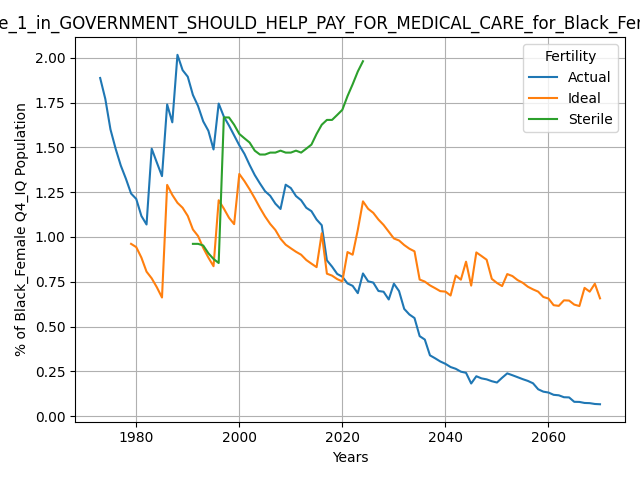 e_1_in_GOVERNMENT_SHOULD_HELP_PAY_FOR_MEDICAL_CARE_for_Black_Fe
% of Black_Female Q4_IQ Population
2.00
1.75
1.50
1.25
1.00
0.75
0.50
0.25
0.00
Fertility
Actual
Ideal
Sterile
1980
2000
2020
2040
2060
Years